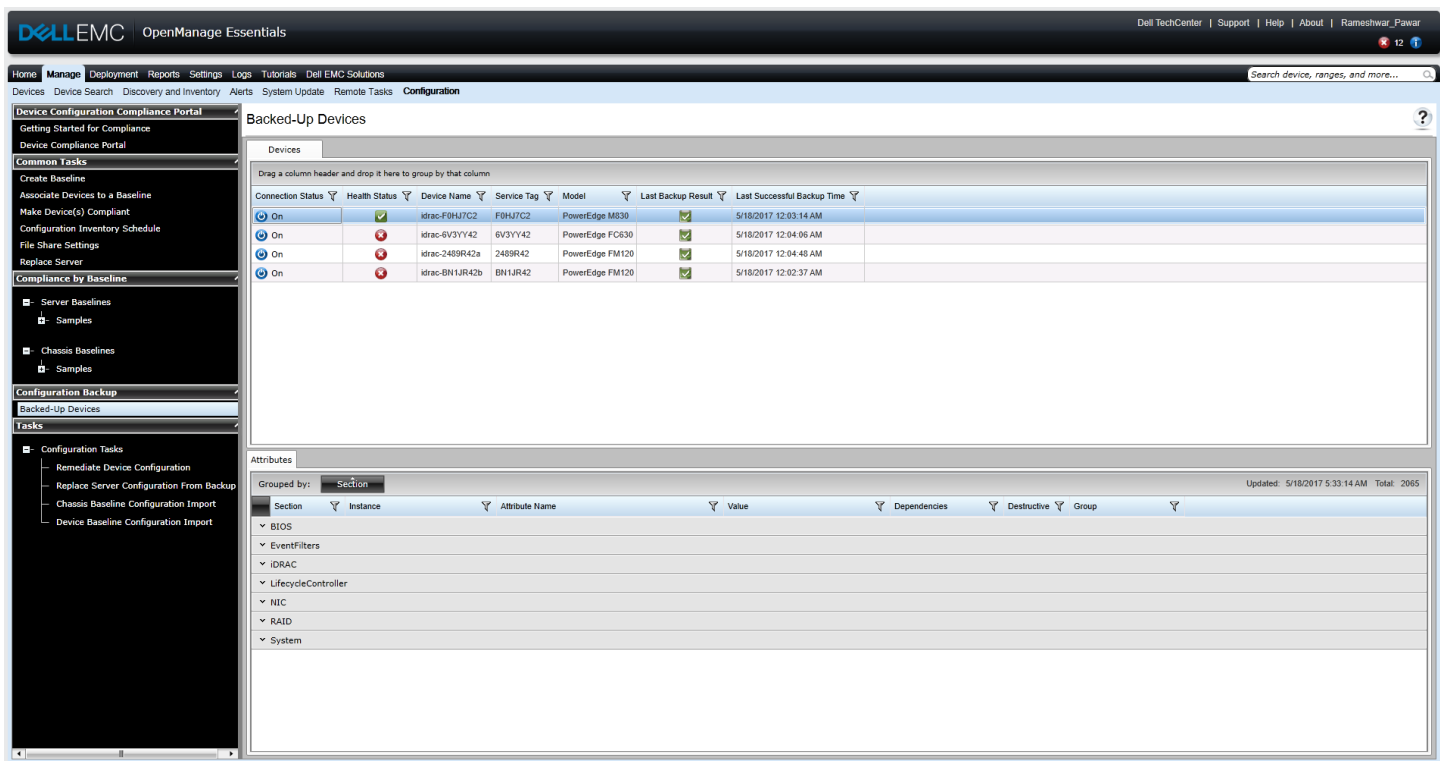 DELLEMC OpenManage Essentials
Dell TechCenter | Support | Help | About | Rameshwar_Pawar
12
Home Manage Deployment Reports Settings Logs Tutorials Dell EMC Solutions
Search device, ranges, and more...
Devices Device Search Discovery and Inventory Alerts System Update Remote Tasks Configuration
Device Configuration Compliance Portal
Getting Started for Compliance
Device Compliance Portal
Common Tasks
Create Baseline
Associate Devices to a Baseline
Make Device(s) Compliant
Configuration Inventory Schedule
File Share Settings
Replace Server
Compliance by Baseline
Server Baselines
Samples
Chassis Baselines
Samples
Configuration Backup
Backed-Up Devices
Tasks
Configuration Tasks
Remediate Device Configuration
Replace Server Configuration From Backup
Chassis Baseline Configuration Import
Device Baseline Configuration Import
Backed-Up Devices
?
Devices
Drag a column header and drop it here to group by that column
Connection Status Health Status Device Name Service Tag Model Last Backup Result Last Successful Backup Time
On idrac-F0HJ7C2 F0HJ7C2 PowerEdge M830 5/18/2017 12:03:14 AM
On idrac-6V3YY42 6V3YY42 PowerEdge FC630 5/18/2017 12:04:06 AM
On idrac-2489R42a 2489R42 PowerEdge FM120 5/18/2017 12:04:48 AM
On idrac-BN1JR42b BN1JR42 PowerEdge FM120 5/18/2017 12:02:37 AM
Attributes
Grouped by: Section
Updated: 5/18/2017 5:33:14 AM Total: 2065
Section Instance Attribute Name Value Dependencies Destructive Group
BIOS
EventFilters
iDRAC
LifecycleController
NIC
RAID
System